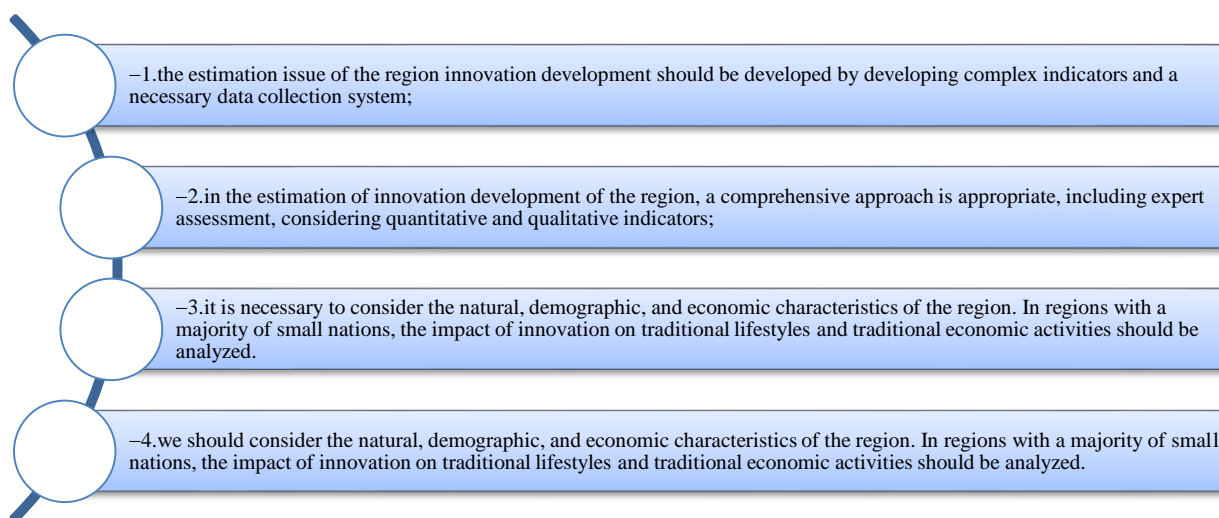 –1.the estimation issue of the region innovation development should be developed by developing complex indicators and a
necessary data collection system;
–2.in the estimation of innovation development of the region, a comprehensive approach is appropriate, including expert
assessment, considering quantitative and qualitative indicators;
–3.it is necessary to consider the natural, demographic, and economic characteristics of the region. In regions with a
majority of small nations, the impact of innovation on traditional lifestyles and traditional economic activities should be
analyzed.
–4.we should consider the natural, demographic, and economic characteristics of the region. In regions with a majority of small
nations, the impact of innovation on traditional lifestyles and traditional economic activities should be analyzed.